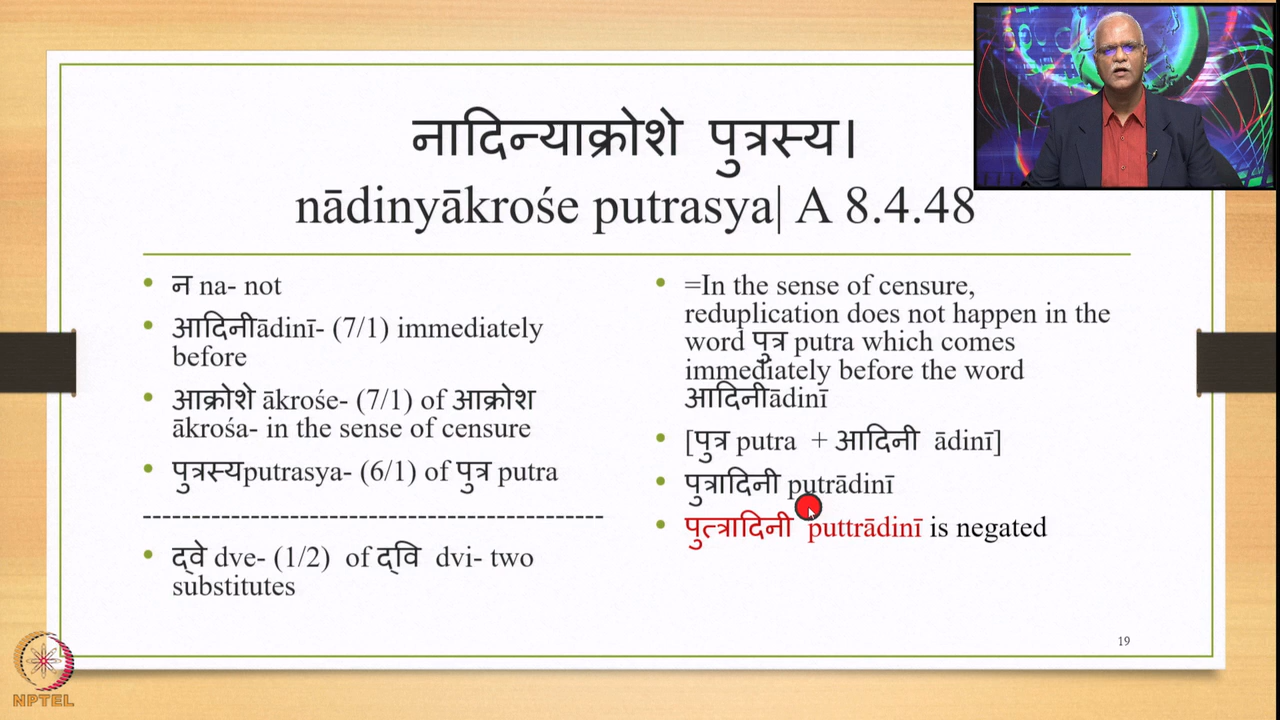 नादिन्याक्रोशे पुत्रस्य।
nādinyākrośe putrasya| A 8.4.48
• न na- not
• आदिनीādinī- (7/1) immediately
before
• आक्रोशे ākrośe- (7/1) of आक्रोश
ākrośa- in the sense of censure
• पुत्रस्यputrasya- (6/1) of पुत्र putra
-------------------------------------------
• द्वे dve- (1/2) of द्वि dvi- two
substitutes
• =In the sense of censure,
reduplication does not happen in the
word पुत्र putra which comes
immediately before the word
आदिनीādinī
• [पुत्र putra + आदिनी ādinī]
• पुत्रादिनी putrādinī
• पुत्त्रादिनी puttrādinī is negated
19
NPTEL